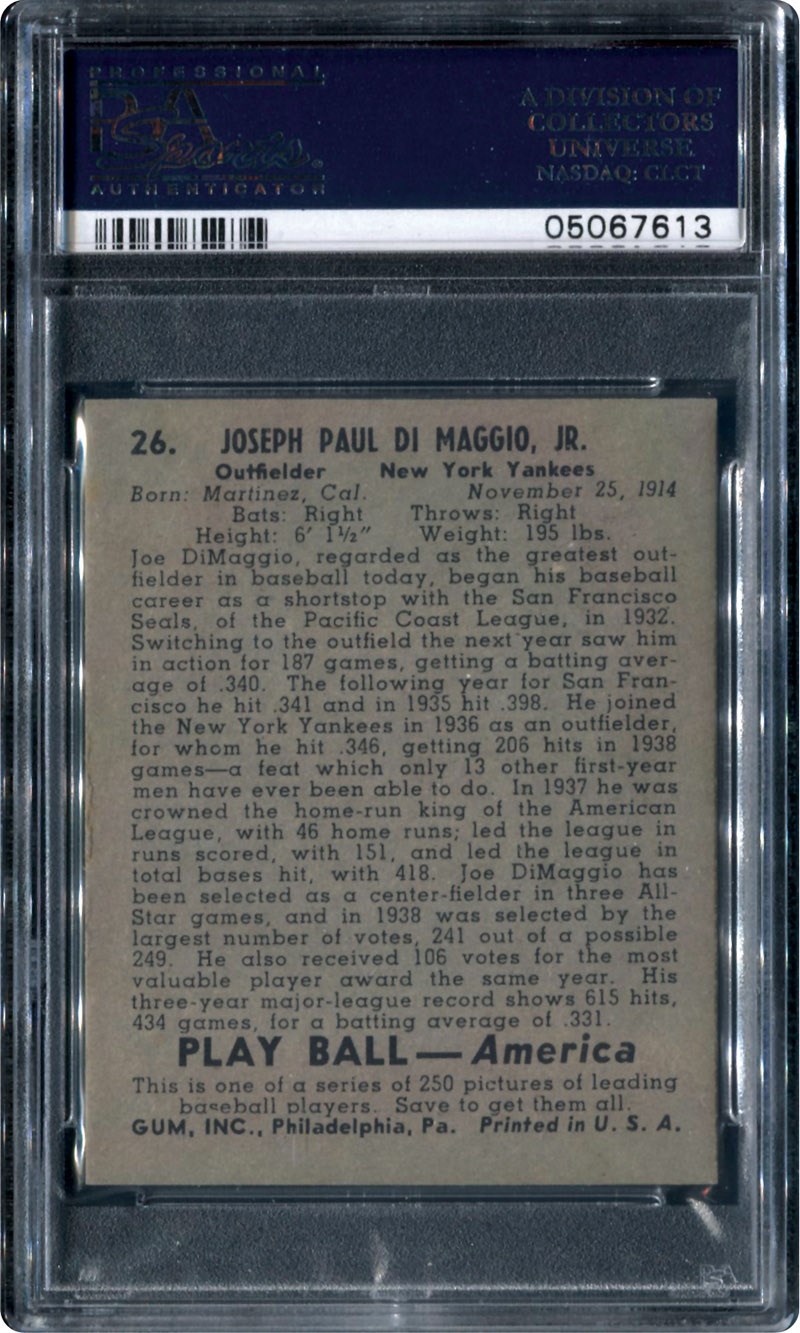 PROFESSIONAL
PSA
Sports
AUTHENTICATOR
A DIVISION OF
COLLECTORS
UNIVERSE
NASDAQ: CLCT
05067613
26. JOSEPH PAUL DI MAGGIO, JR.
Outfielder New York Yankees
Born: Martinez, Cal. November 25, 1914
Bats: Right Throws: Right
Height: 6′ 1½″ Weight: 195 lbs.
Joe DiMaggio, regarded as the greatest out-
fielder in baseball today, began his baseball
career as a shortstop with the San Francisco
Seals, of the Pacific Coast League, in 1932.
Switching to the outfield the next year saw him
in action for 187 games, getting a batting aver-
age of .340. The following year for San Fran-
cisco he hit .341 and in 1935 hit .398. He joined
the New York Yankees in 1936 as an outfielder,
for whom he hit .346, getting 206 hits in 1938
games—a feat which only 13 other first-year
men have ever been able to do. In 1937 he was
crowned the home-run king of the American
League, with 46 home runs; led the league in
runs scored, with 151, and led the league in
total bases hit, with 418. Joe DiMaggio has
been selected as a center-fielder in three All-
Star games, and in 1938 was selected by the
largest number of votes, 241 out of a possible
249. He also received 106 votes for the most
valuable player award the same year. His
three-year major-league record shows 615 hits,
434 games, for a batting average of .331.
PLAY BALL—America
This is one of a series of 250 pictures of leading
baseball players. Save to get them all.
GUM, INC., Philadelphia, Pa. Printed in U. S. A.
PSA